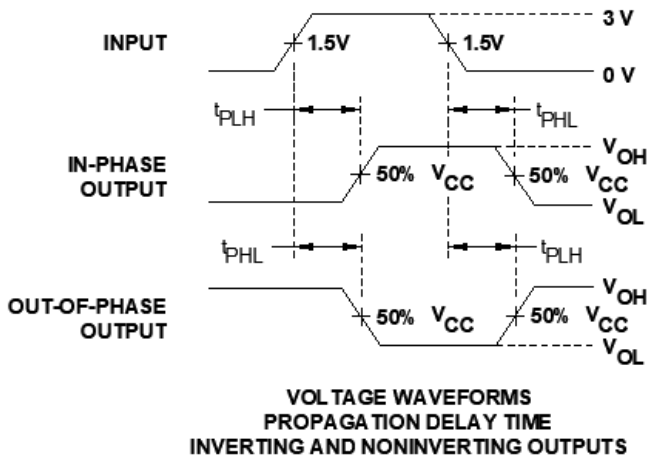 3 V
INPUT
1.5V
1.5V
0 V
tPLH
tPHL
VOH
IN-PHASE
OUTPUT
50% VCC
50% VCC
VOL
tPHL
tPLH
VOH
OUT-OF-PHASE
OUTPUT
50% VCC
50% VCC
VOL
VOLTAGE WAVEFORMS
PROPAGATION DELAY TIME
INVERTING AND NONINVERTING OUTPUTS